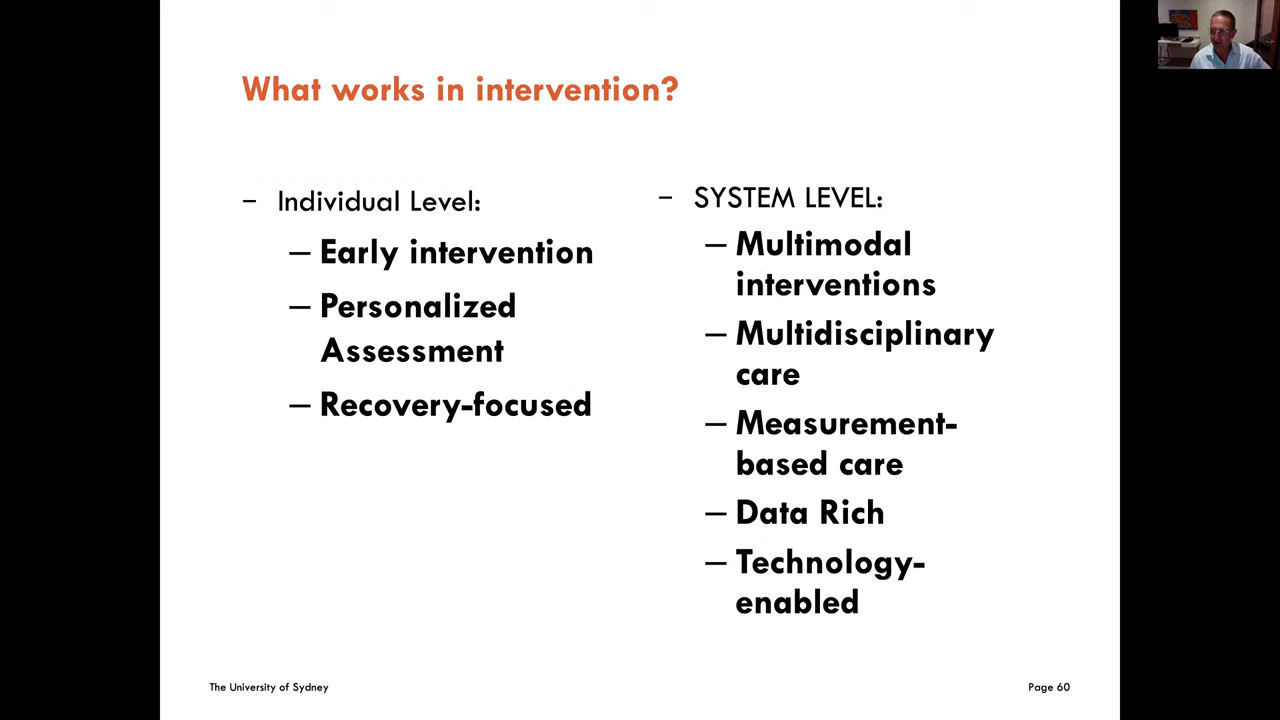 What works in intervention?
– Individual Level:
– Early intervention
– Personalized
Assessment
– Recovery-focused
– SYSTEM LEVEL:
– Multimodal
interventions
– Multidisciplinary
care
– Measurement-
based care
– Data Rich
– Technology-
enabled
The University of Sydney
Page 60